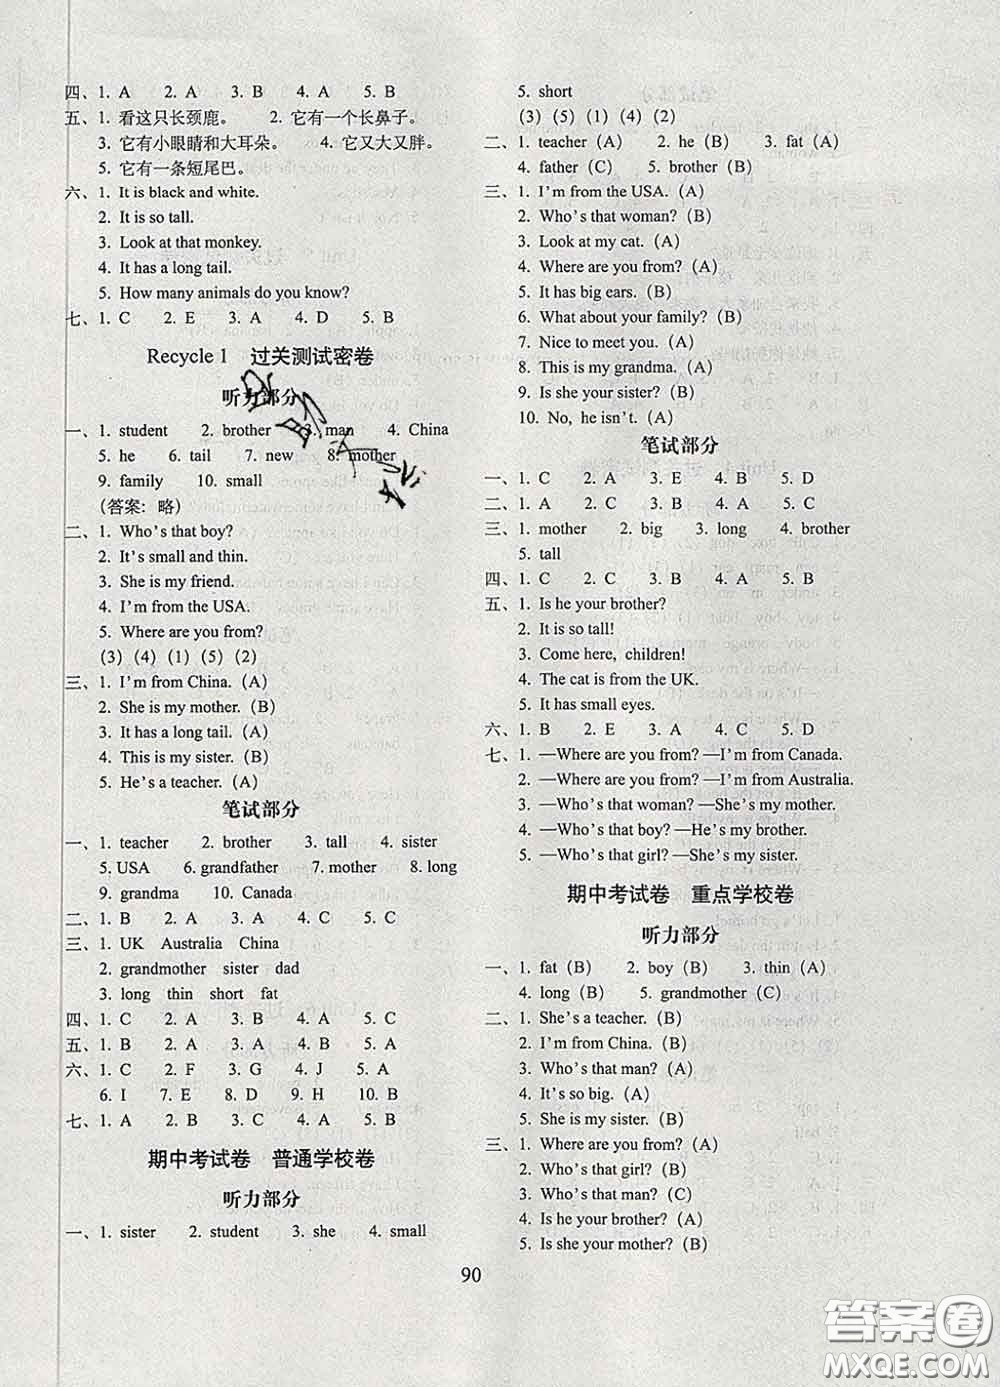 四、1. A 2. A 3. B 4. A 5. B
五、1. 看这只长颈鹿。 2. 它有一个长鼻子。
3. 它有小眼睛和大耳朵。 4. 它又大又胖。
5. 它有一条短尾巴。
六、1. It is black and white.
2. It is so tall.
3. Look at that monkey.
4. It has a long tail.
5. How many animals do you know?
七、1. C 2. E 3. A 4. D 5. B
Recycle 1 过关测试密卷
听力部分
一、1. student 2. brother 3. man 4. China
5. he 6. tail 7. new 8. mother
9. family 10. small
(答案：略)
二、1. Who's that boy?
2. It's small and thin.
3. She is my friend.
4. I'm from the USA.
5. Where are you from?
(3) (4) (1) (5) (2)
三、1. I'm from China. (A)
2. She is my mother. (B)
3. It has a long tail. (A)
4. This is my sister. (B)
5. He's a teacher. (A)
笔试部分
一、1. teacher 2. brother 3. tall 4. sister
5. USA 6. grandfather 7. mother 8. long
9. grandma 10. Canada
二、1. B 2. A 3. A 4. C 5. C
三、1. UK Australia China
2. grandmother sister dad
3. long thin short fat
四、1. C 2. A 3. B 4. A 5. C
五、1. B 2. A 3. A 4. B 5. A
六、1. C 2. F 3. G 4. J 5. A
6. I 7. E 8. D 9. H 10. B
七、1. A 2. B 3. C 4. A 5. B
期中考试卷 普通学校卷
听力部分
一、1. sister 2. student 3. she 4. small
5. short
(3) (5) (1) (4) (2)
二、1. teacher (A) 2. he (B) 3. fat (A)
4. father (C) 5. brother (B)
三、1. I'm from the USA. (A)
2. Who's that woman? (B)
3. Look at my cat. (A)
4. Where are you from? (A)
5. It has big ears. (B)
6. What about your family? (B)
7. Nice to meet you. (A)
8. This is my grandma. (B)
9. Is she your sister? (B)
10. No, he isn't. (A)
笔试部分
一、1. C 2. A 3. E 4. B 5. D
二、1. A 2. C 3. B 4. A 5. C
三、1. mother 2. big 3. long 4. brother
5. tall
四、1. C 2. C 3. B 4. A 5. B
五、1. Is he your brother?
2. It is so tall!
3. Come here, children!
4. The cat is from the UK.
5. It has small eyes.
六、1. B 2. E 3. A 4. C 5. D
七、1. —Where are you from? —I'm from Canada.
2. —Where are you from? —I'm from Australia.
3. —Who's that woman? —She's my mother.
4. —Who's that boy? —He's my brother.
5. —Who's that girl? —She's my sister.
期中考试卷 重点学校卷
听力部分
一、1. fat (B) 2. boy (B) 3. thin (A)
4. long (B) 5. grandmother (C)
二、1. She's a teacher. (B)
2. I'm from China. (B)
3. Who's that man? (B)
4. It's so big. (A)
5. She is my sister. (B)
三、1. Where are you from? (A)
2. Who's that girl? (B)
3. Who's that man? (C)
4. Is he your brother? (A)
5. Is she your mother? (B)
90
答案圈
MXQE.COM